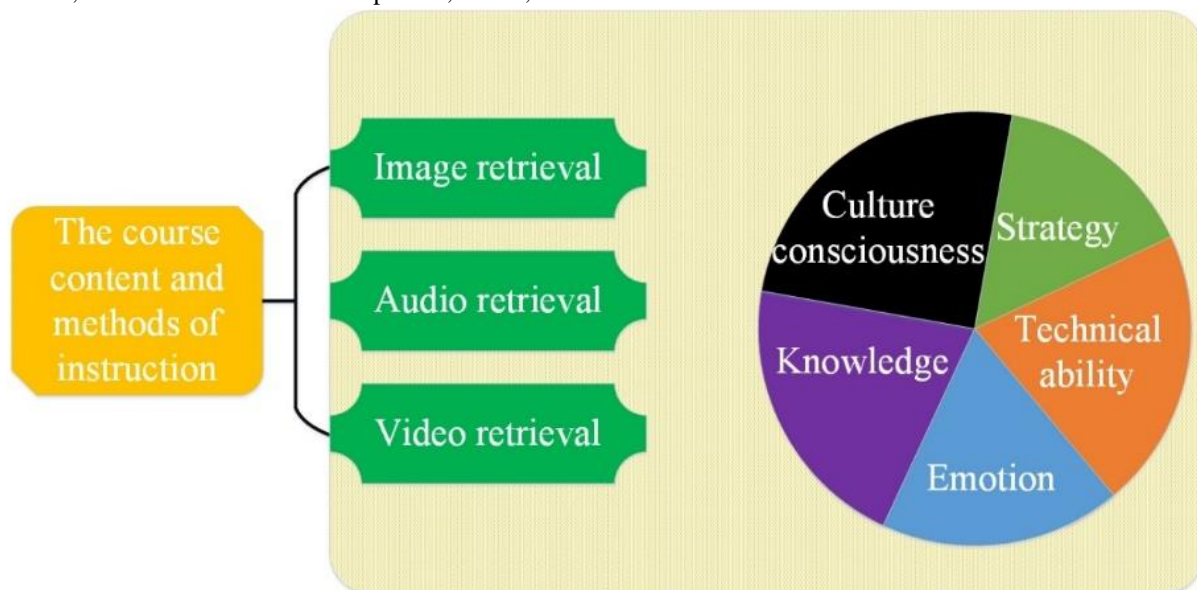 The course
content and
methods of
instruction
Image retrieval
Audio retrieval
Video retrieval
Culture
consciousness
Strategy
Technical
ability
Knowledge
Emotion